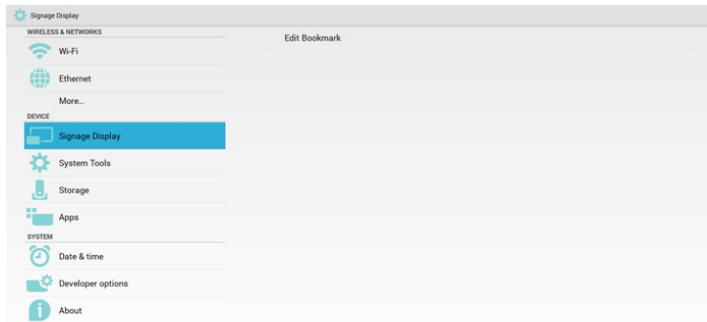 Signage Display
WIRELESS & NETWORKS
Wi-Fi
Ethernet
More...
DEVICE
Signage Display
System Tools
Storage
Apps
SYSTEM
Date & time
Developer options
About
Edit Bookmark